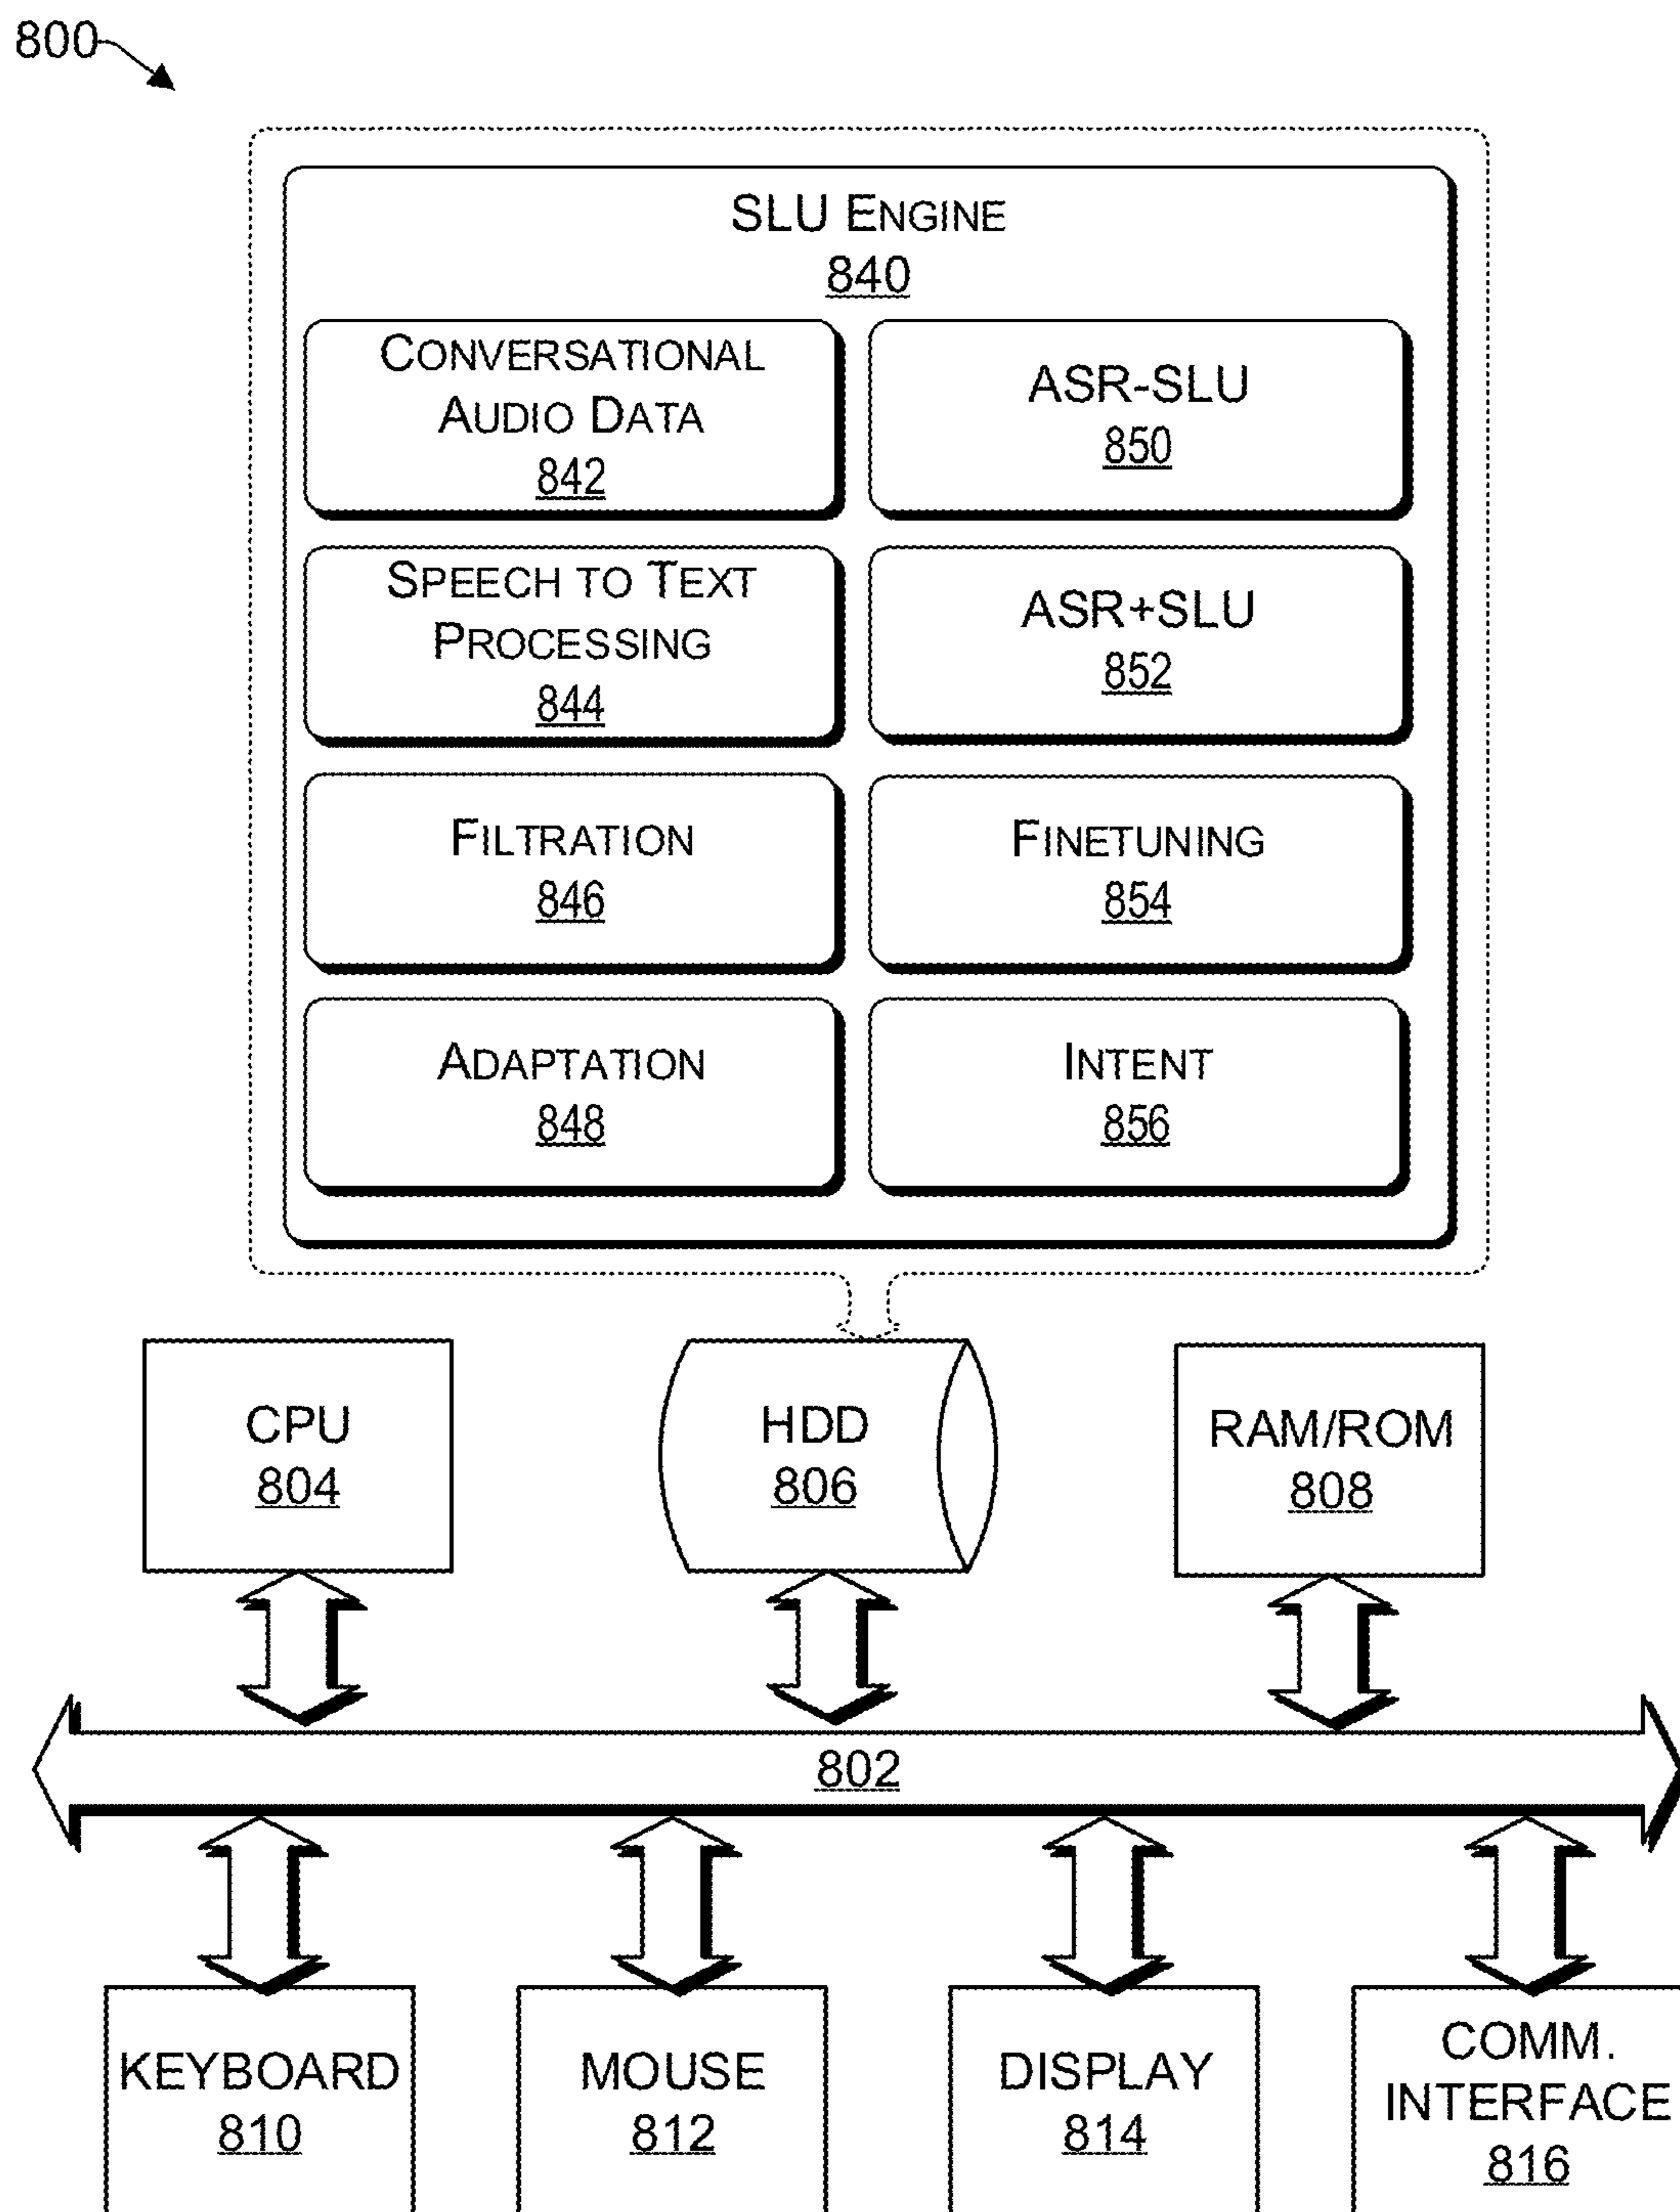 800
SLU ENGINE
840
CONVERSATIONAL
AUDIO DATA
842
ASR-SLU
850
SPEECH TO TEXT
PROCESSING
844
ASR+SLU
852
FILTRATION
846
FINETUNING
854
ADAPTATION
848
INTENT
856
CPU
804
HDD
806
RAM/ROM
808
802
KEYBOARD
810
MOUSE
812
DISPLAY
814
COMM.
INTERFACE
816